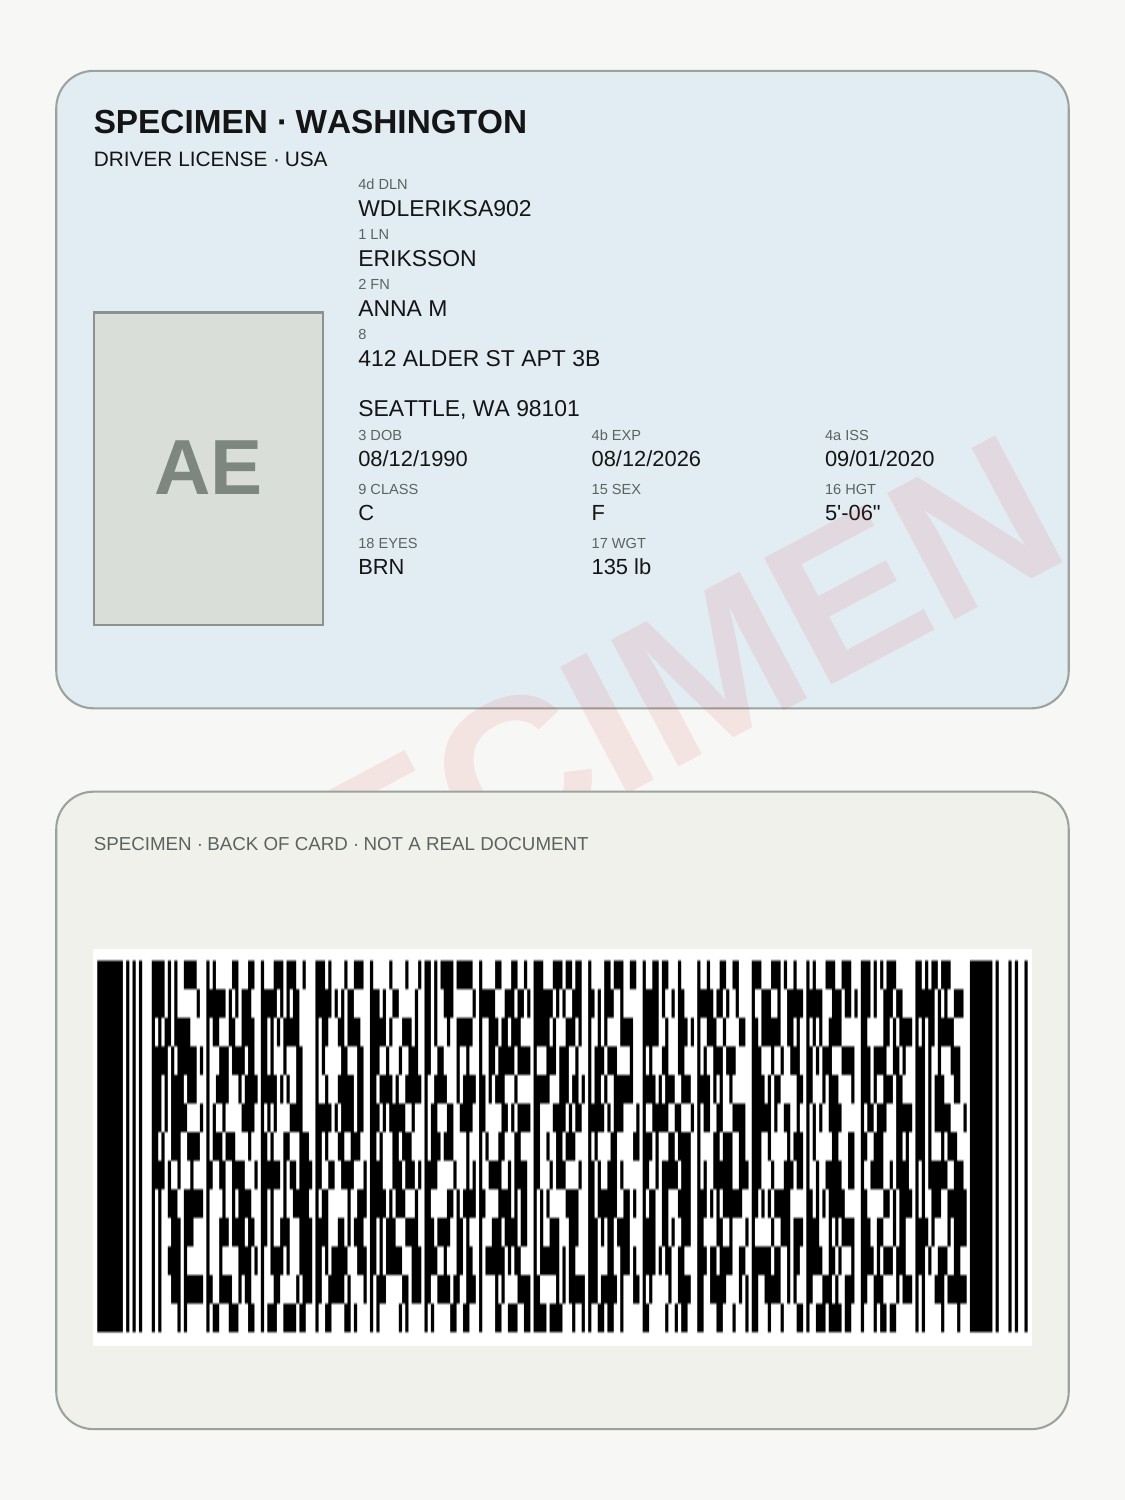 SPECIMEN · WASHINGTON
DRIVER LICENSE · USA
4d DLN
WDLERIKSA902
1 LN
ERIKSSON
2 FN
ANNA M
8
412 ALDER ST APT 3B
SEATTLE, WA 98101
3 DOB 4b EXP 4a ISS
08/12/1990 08/12/2026 09/01/2020
9 CLASS 15 SEX 16 HGT
C F 5'-06"
18 EYES 17 WGT
BRN 135 lb
AE
ECIMEN
SPECIMEN · BACK OF CARD · NOT A REAL DOCUMENT